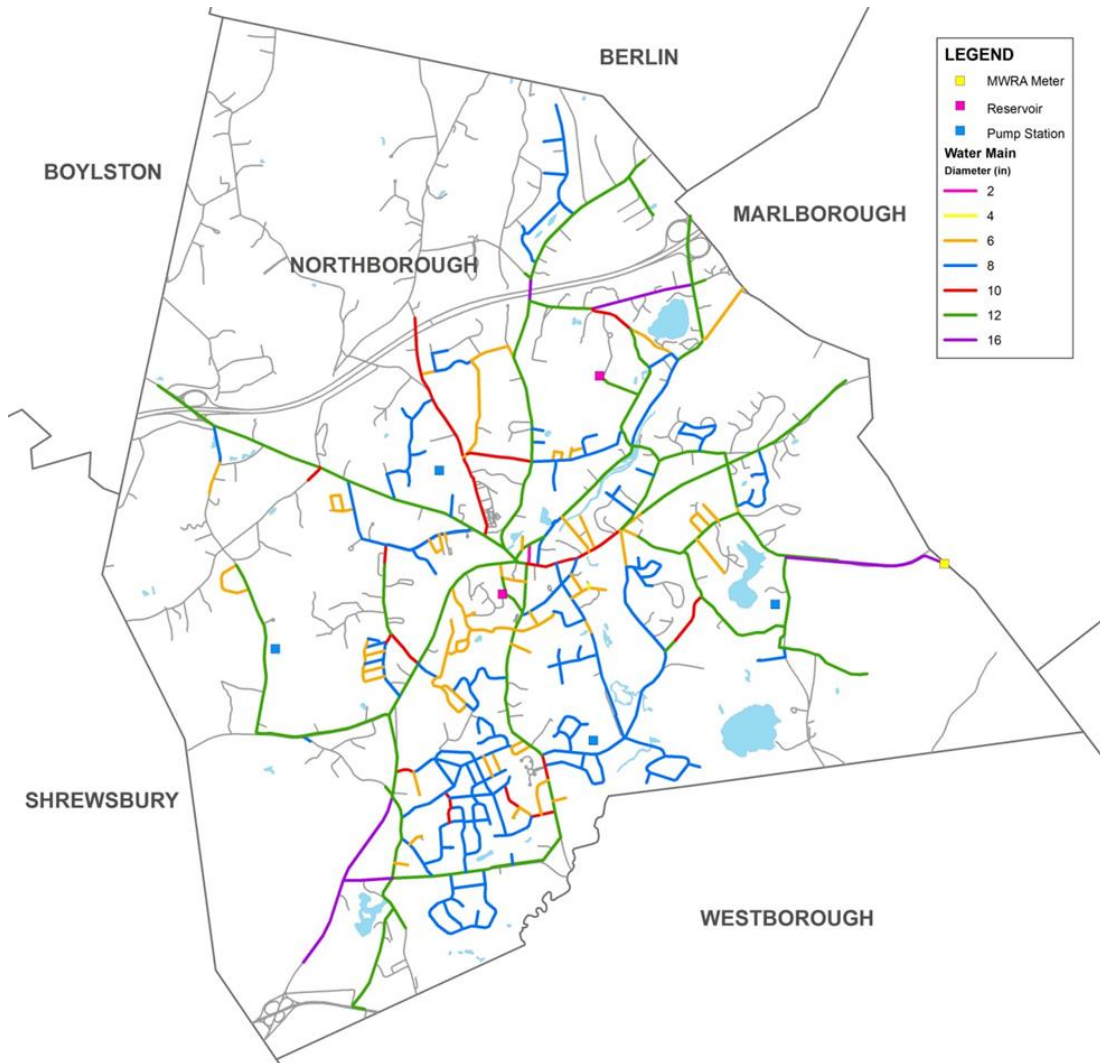 BERLIN
BOYLSTON
MARLBOROUGH
NORTHBOROUGH
SHREWSBURY
WESTBOROUGH
LEGEND
MWRA Meter
Reservoir
Pump Station
Water Main
Diameter (in)
2
4
6
8
10
12
16